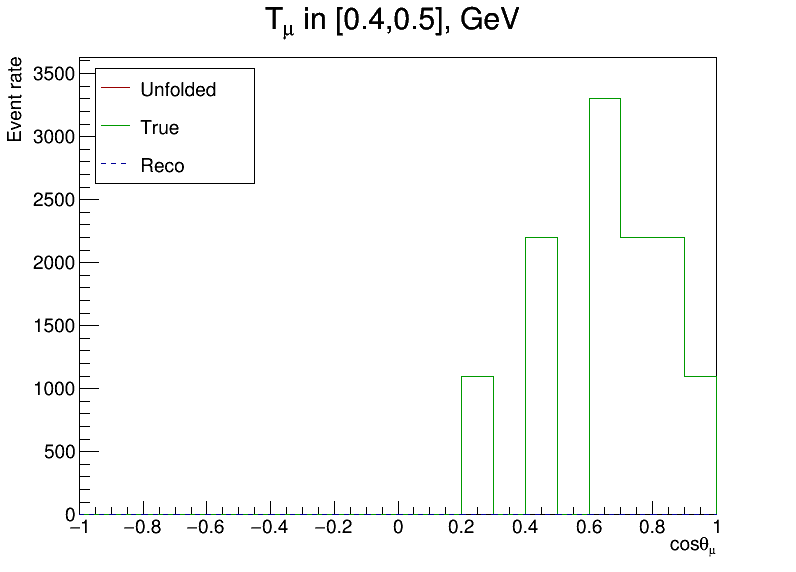 Tμ in [0.4,0.5], GeV
Event rate
3500
3000
2500
2000
1500
1000
500
0
Unfolded
True
Reco
−1 −0.8 −0.6 −0.4 −0.2 0 0.2 0.4 0.6 0.8 1
cosθμ